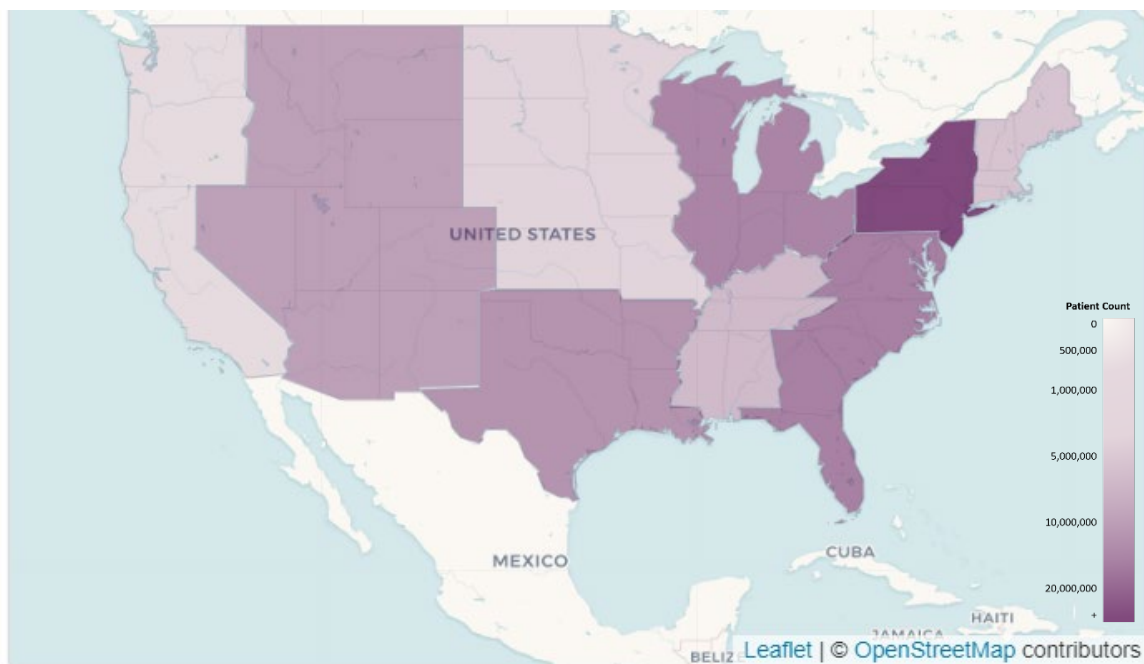 UNITED STATES
Patient Count
0
500,000
1,000,000
5,000,000
10,000,000
20,000,000
+
MEXICO
CUBA
HAITI
JAMAICA
BELIZ
Leaflet | © OpenStreetMap contributors